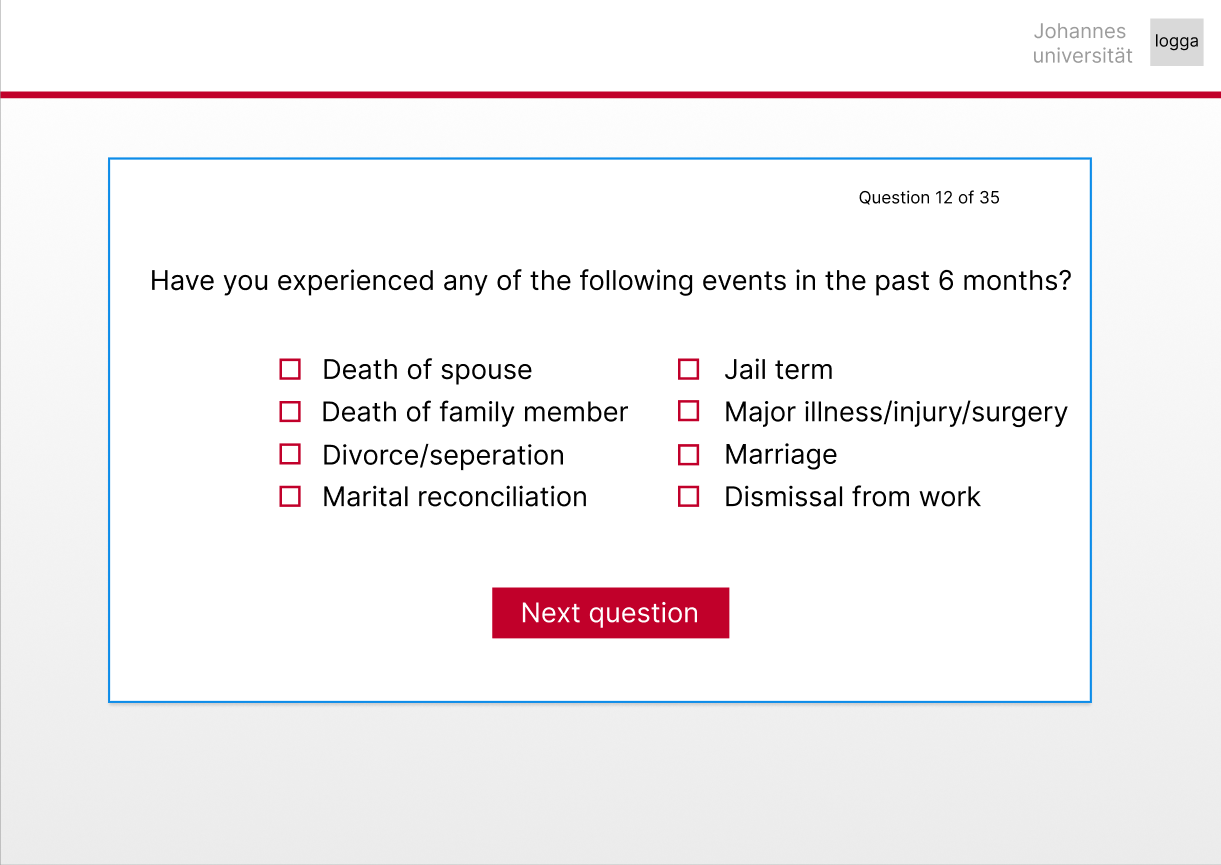 Johannes
universität
logga
Question 12 of 35
Have you experienced any of the following events in the past 6 months?
Death of spouse
Death of family member
Divorce/seperation
Marital reconciliation
Jail term
Major illness/injury/surgery
Marriage
Dismissal from work
Next question